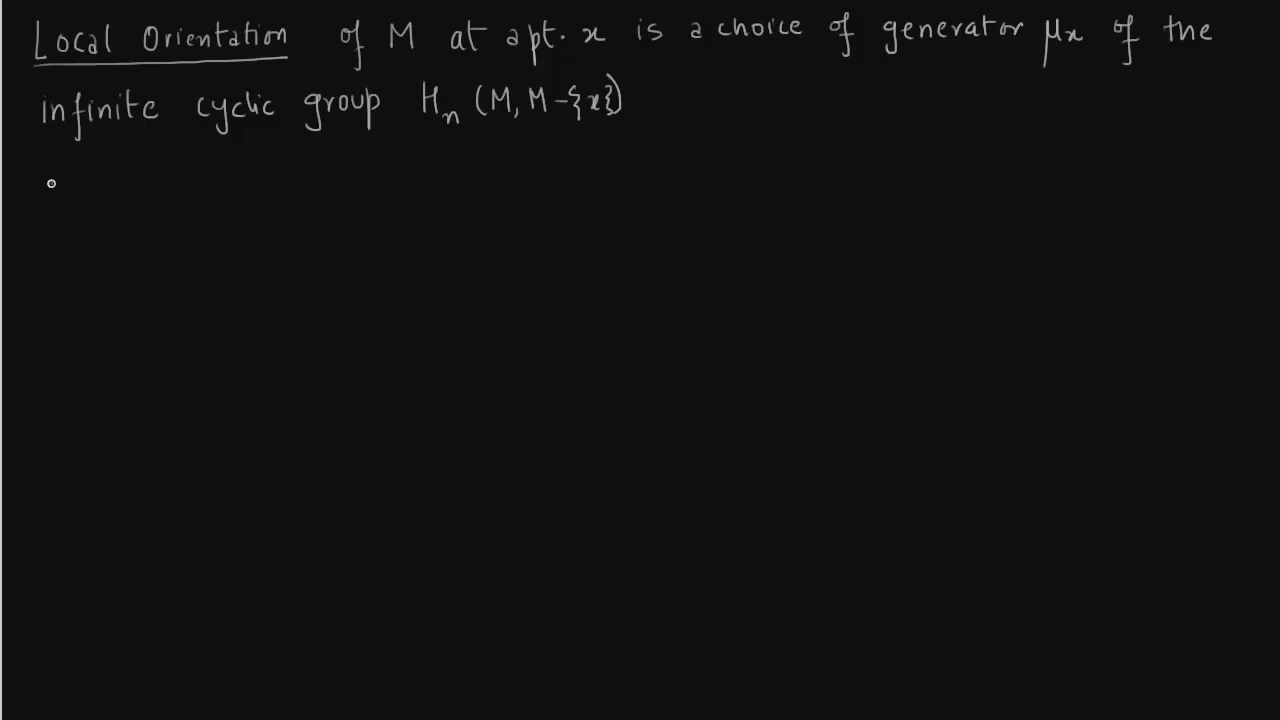 Local Orientation of M at a pt. x is a choice of generator μx of the
infinite cyclic group Hn (M, M-{x})